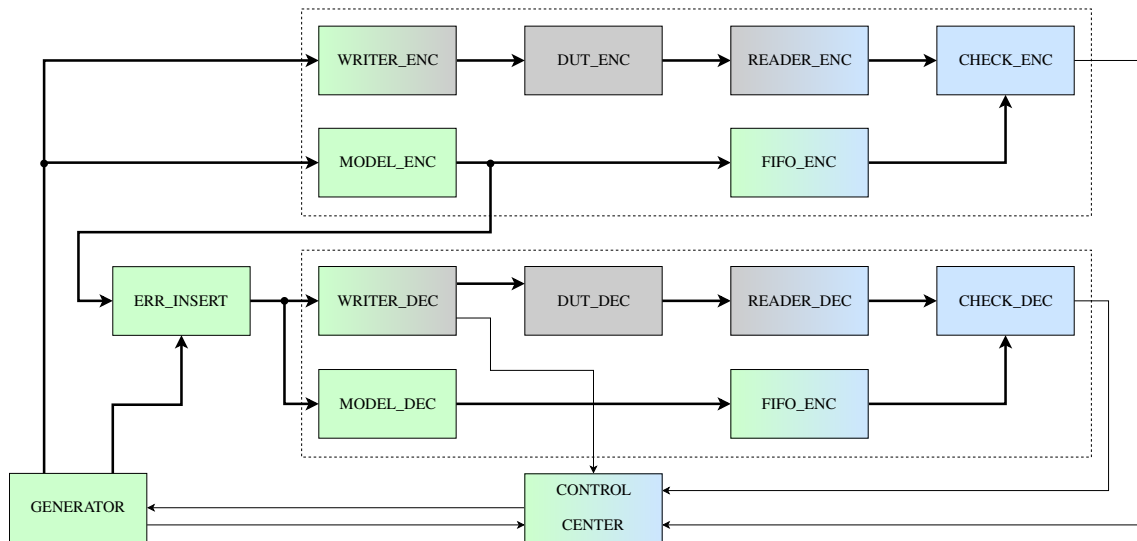 WRITER_ENC
DUT_ENC
READER_ENC
CHECK_ENC
MODEL_ENC
FIFO_ENC
ERR_INSERT
WRITER_DEC
DUT_DEC
READER_DEC
CHECK_DEC
MODEL_DEC
FIFO_ENC
GENERATOR
CONTROL
CENTER